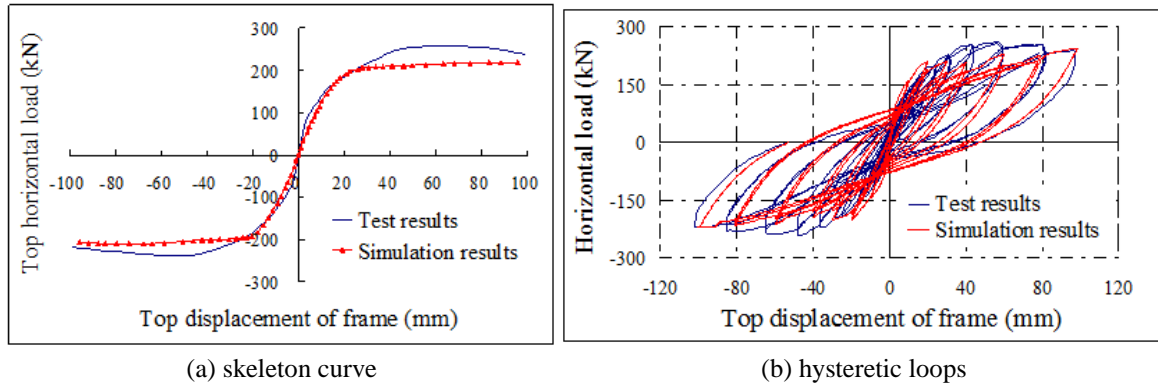 Top horizontal load (kN)
300
200
100
0
-100
-200
-300
-100 -80 -60 -40 -20 0 20 40 60 80 100
Test results
Simulation results
Top displacement of frame (mm)
(a) skeleton curve
Horizontal load (kN)
300
150
0
-150
-300
-120 -80 -40 0 40 80 120
Test results
Simulation results
Top displacement of frame (mm)
(b) hysteretic loops